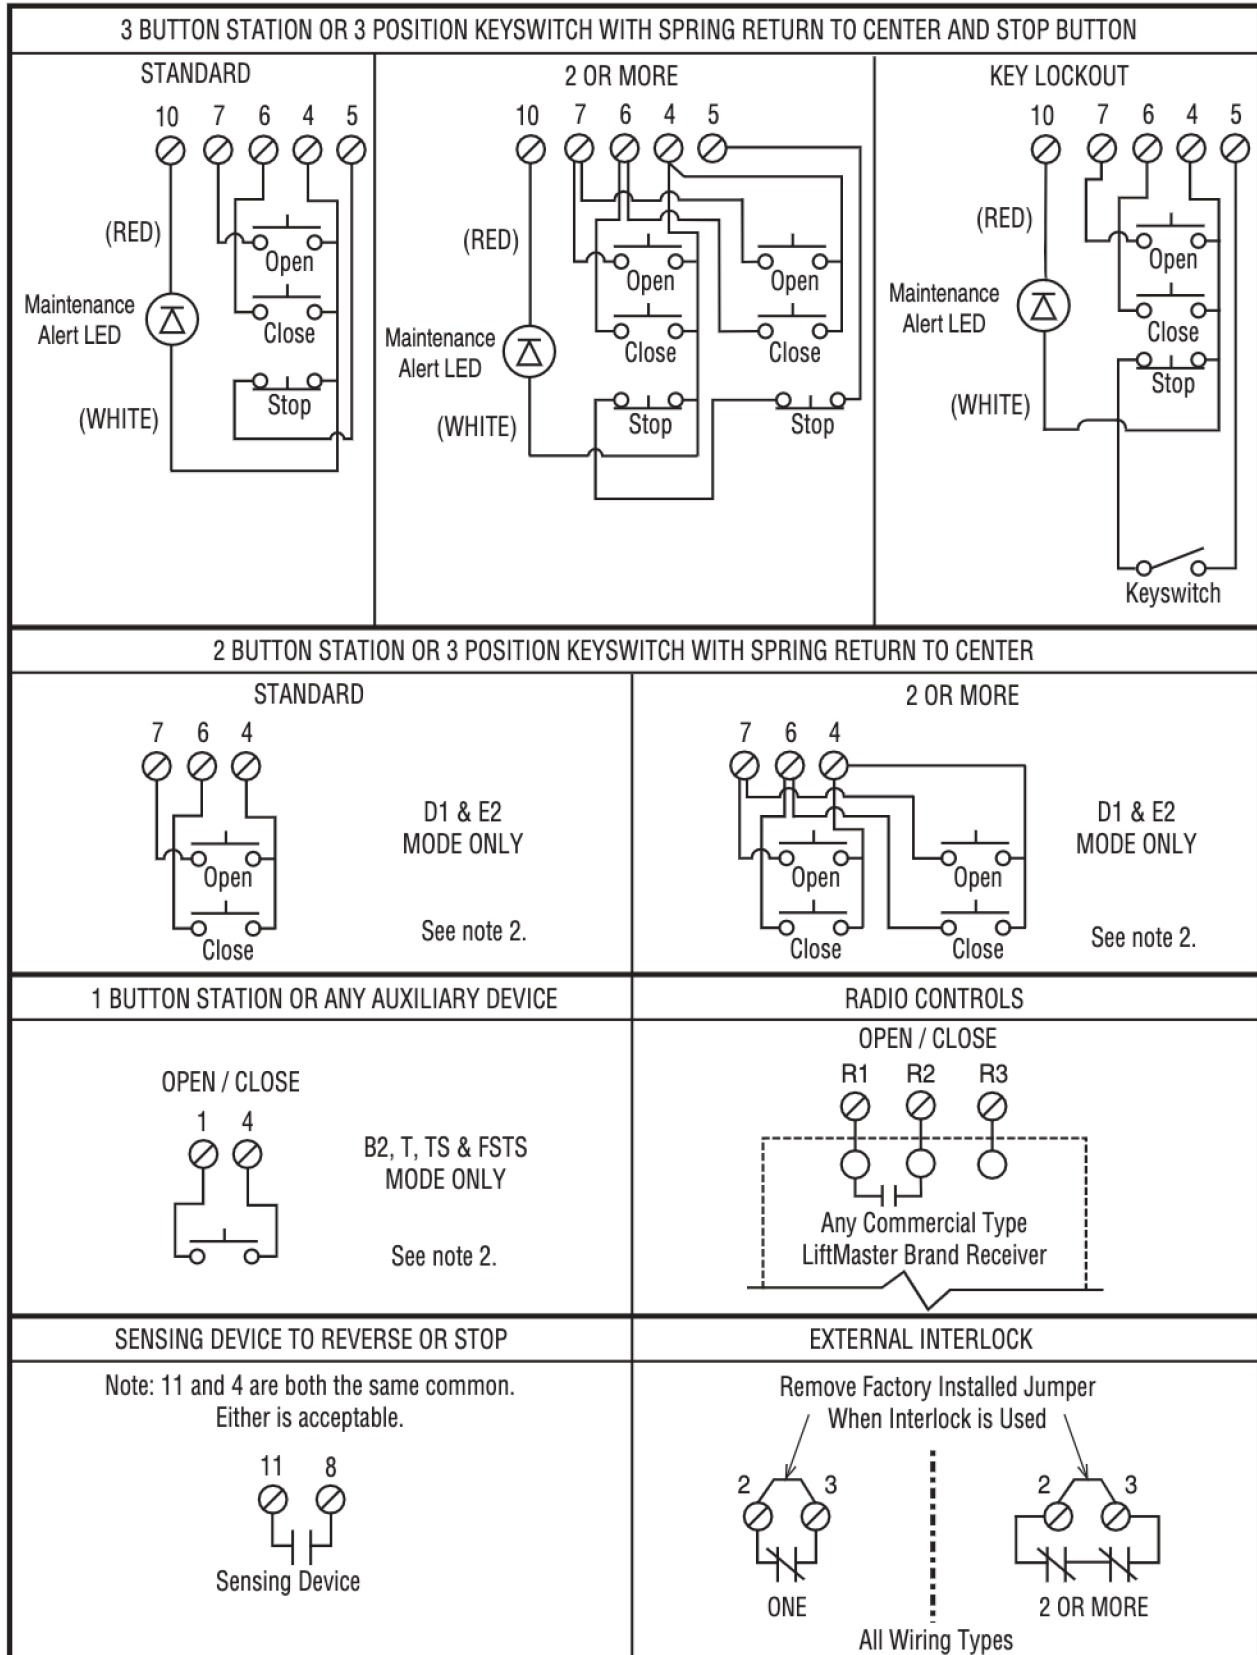 3 BUTTON STATION OR 3 POSITION KEYSWITCH WITH SPRING RETURN TO CENTER AND STOP BUTTON
STANDARD
10 7 6 4 5
(RED)
Open
Maintenance
Alert LED
Close
Stop
(WHITE)
2 OR MORE
10 7 6 4 5
(RED)
Open Open
Maintenance
Alert LED
Close Close
(WHITE)
Stop Stop
KEY LOCKOUT
10 7 6 4 5
(RED)
Open
Maintenance
Alert LED
Close
Stop
(WHITE)
Keyswitch
2 BUTTON STATION OR 3 POSITION KEYSWITCH WITH SPRING RETURN TO CENTER
STANDARD
7 6 4
D1 & E2
MODE ONLY
Open
See note 2.
Close
2 OR MORE
7 6 4
D1 & E2
MODE ONLY
Open Open
See note 2.
Close Close
1 BUTTON STATION OR ANY AUXILIARY DEVICE
OPEN / CLOSE
1 4
B2, T, TS & FSTS
MODE ONLY
See note 2.
RADIO CONTROLS
OPEN / CLOSE
R1 R2 R3
Any Commercial Type
LiftMaster Brand Receiver
SENSING DEVICE TO REVERSE OR STOP
Note: 11 and 4 are both the same common.
Either is acceptable.
11 8
Sensing Device
EXTERNAL INTERLOCK
Remove Factory Installed Jumper
When Interlock is Used
2 3 2 3
ONE 2 OR MORE
All Wiring Types